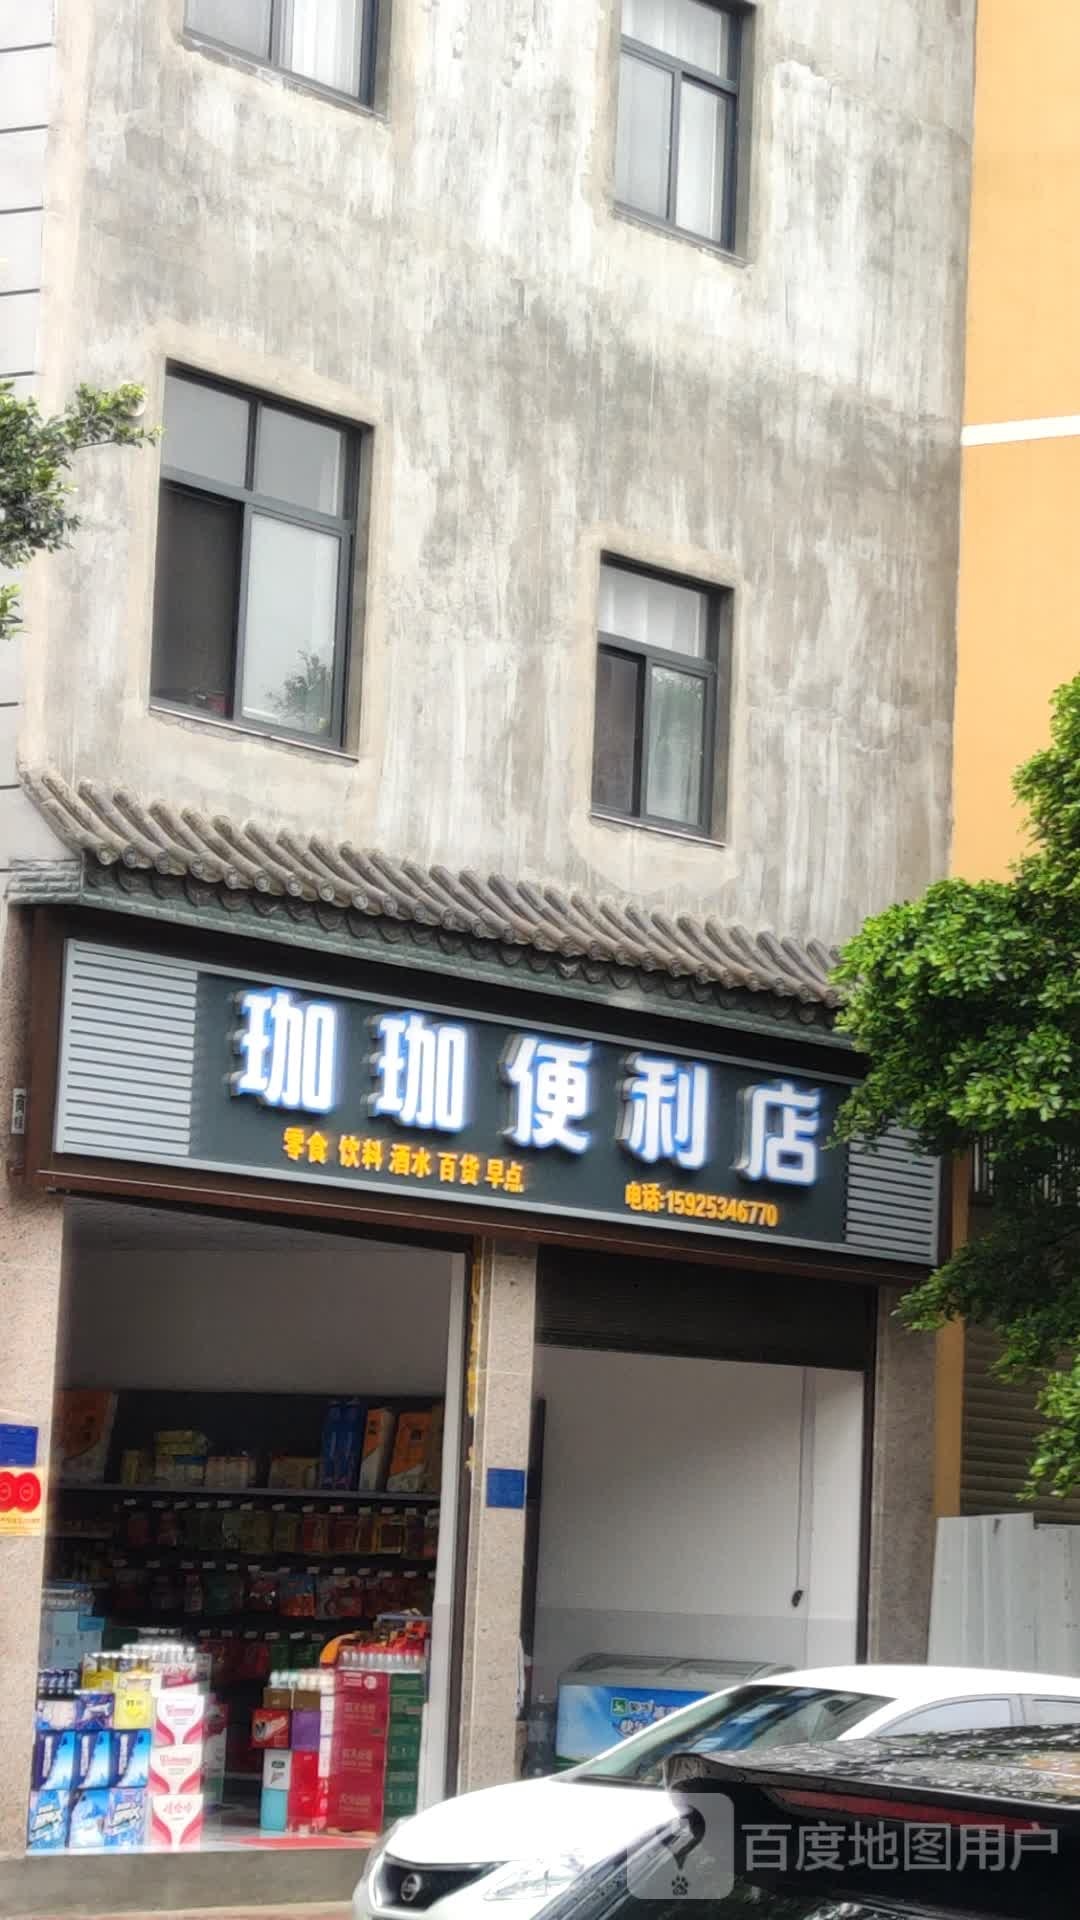 珈珈便利店
零食 饮料 酒水 百货 早点
电话:15925346770
百度地图用户